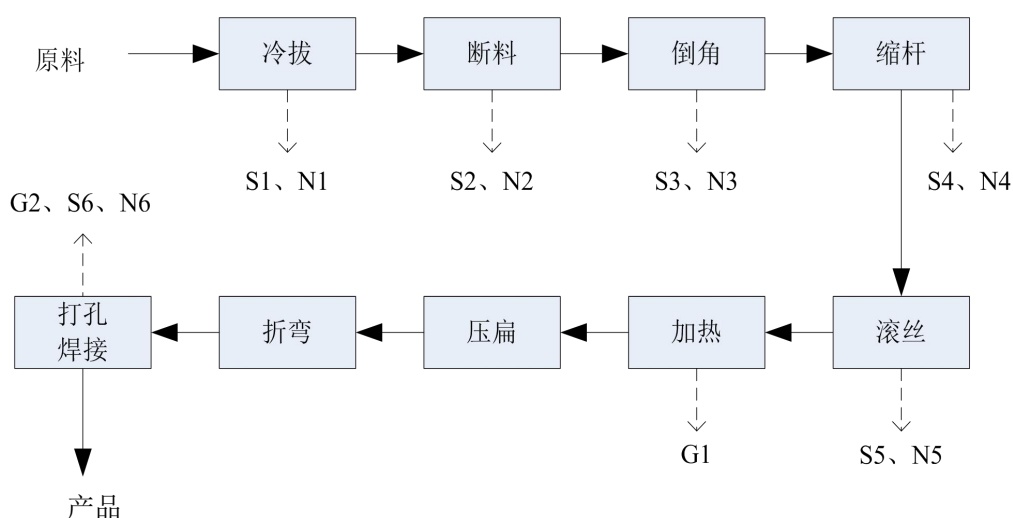 原料
冷拔
断料
倒角
缩杆
S1、N1
S2、N2
S3、N3
S4、N4
G2、S6、N6
打孔
焊接
折弯
压扁
加热
滚丝
G1
S5、N5
产品